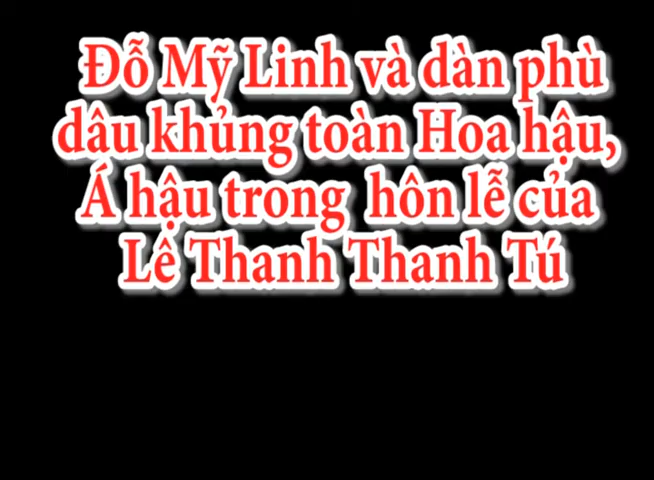 Đỗ Mỹ Linh và dàn phù
dâu khủng toàn Hoa hậu,
Á hậu trong hôn lễ của
Lê Thanh Thanh Tú